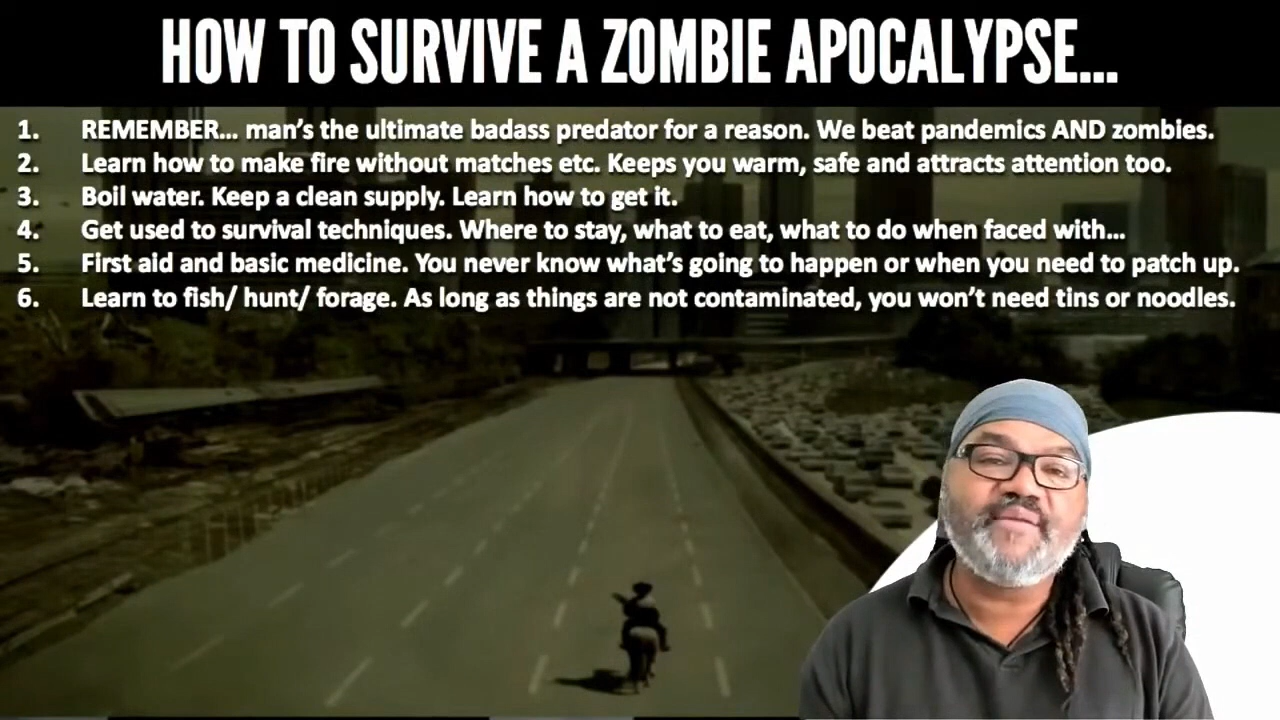 HOW TO SURVIVE A ZOMBIE APOCALYPSE...
1. REMEMBER... man's the ultimate badass predator for a reason. We beat pandemics AND zombies.
2. Learn how to make fire without matches etc. Keeps you warm, safe and attracts attention too.
3. Boil water. Keep a clean supply. Learn how to get it.
4. Get used to survival techniques. Where to stay, what to eat, what to do when faced with...
5. First aid and basic medicine. You never know what's going to happen or when you need to patch up.
6. Learn to fish/ hunt/ forage. As long as things are not contaminated, you won't need tins or noodles.